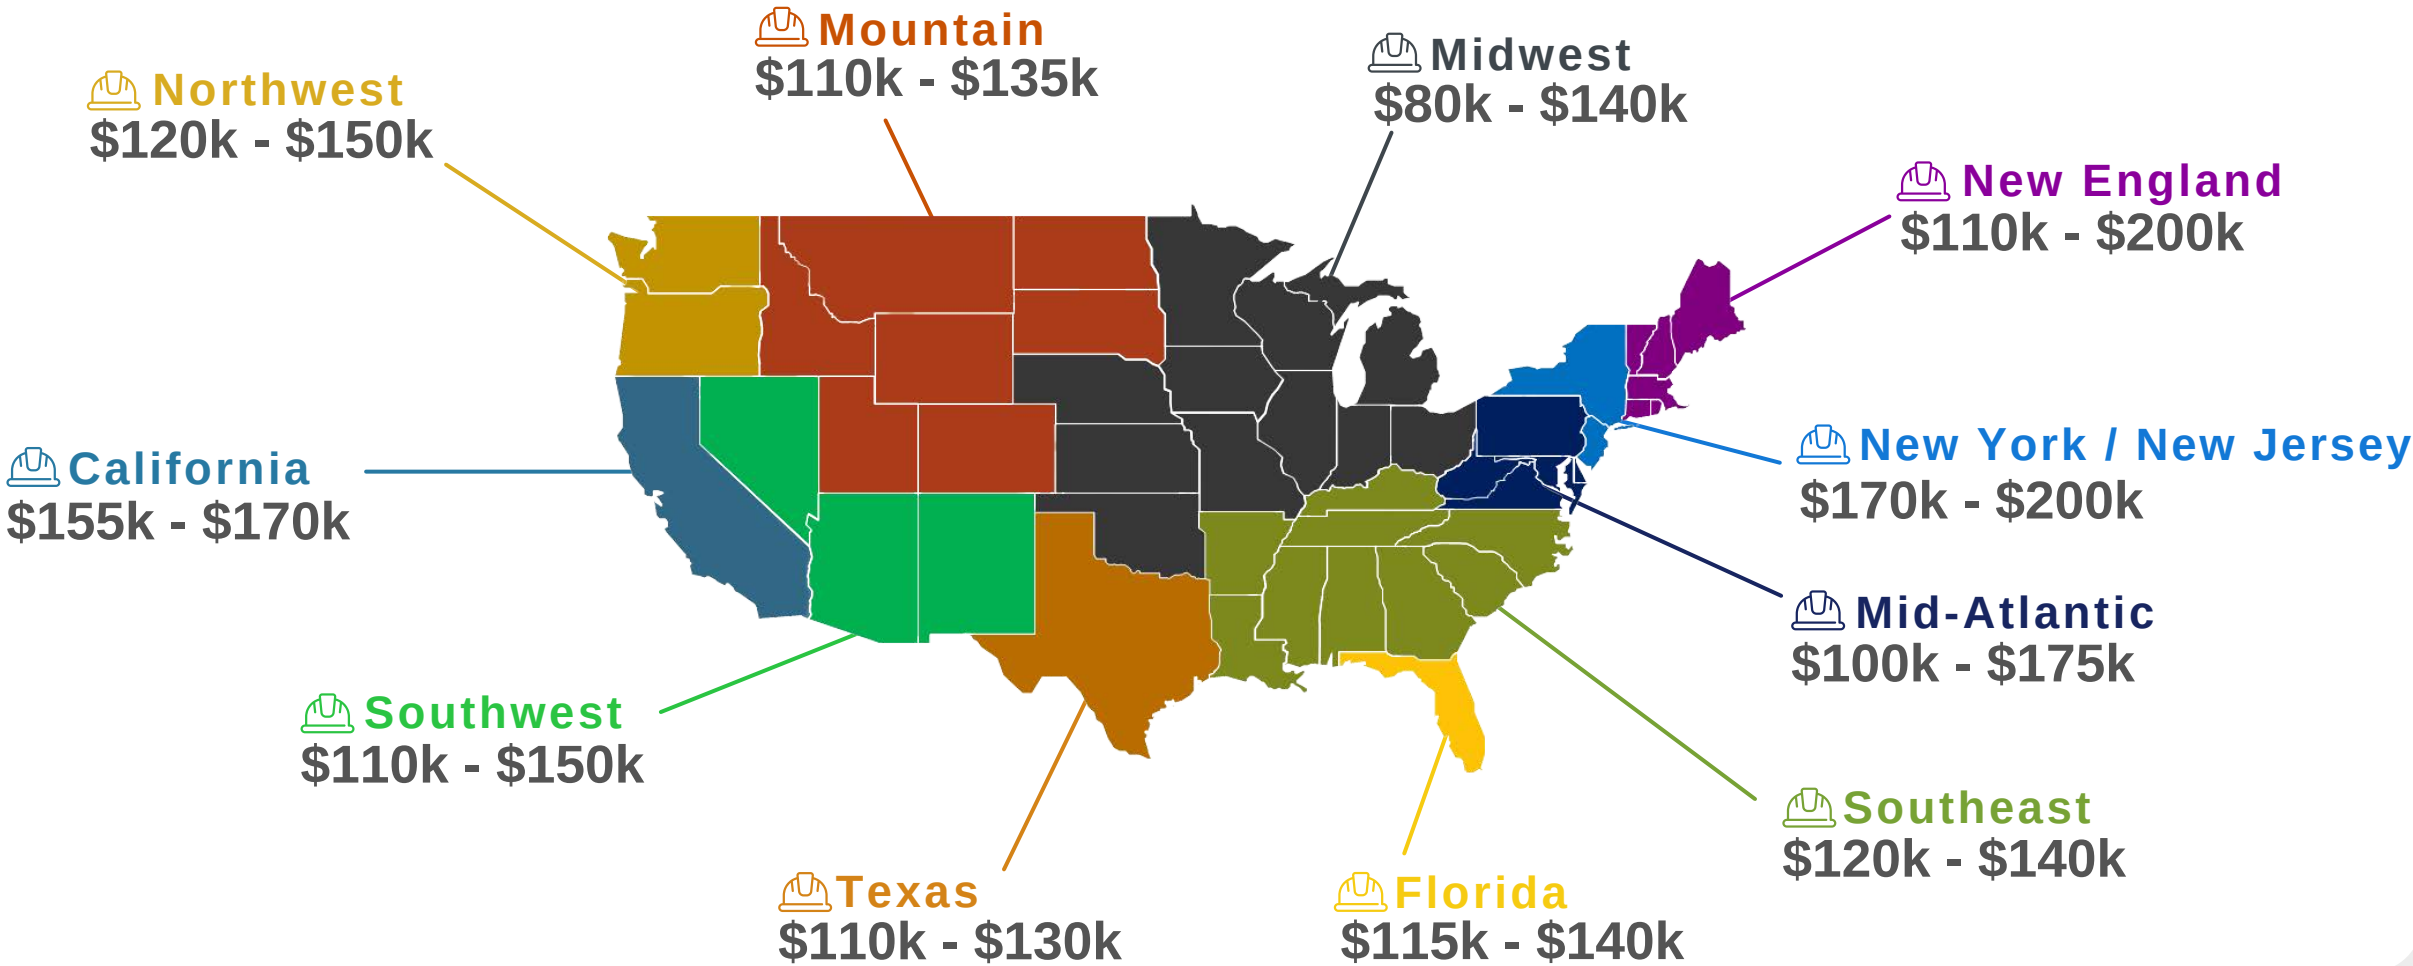 Mountain
$110k - $135k
Midwest
$80k - $140k
Northwest
$120k - $150k
New England
$110k - $200k
California
$155k - $170k
New York / New Jersey
$170k - $200k
Mid-Atlantic
$100k - $175k
Southwest
$110k - $150k
Southeast
$120k - $140k
Texas
$110k - $130k
Florida
$115k - $140k